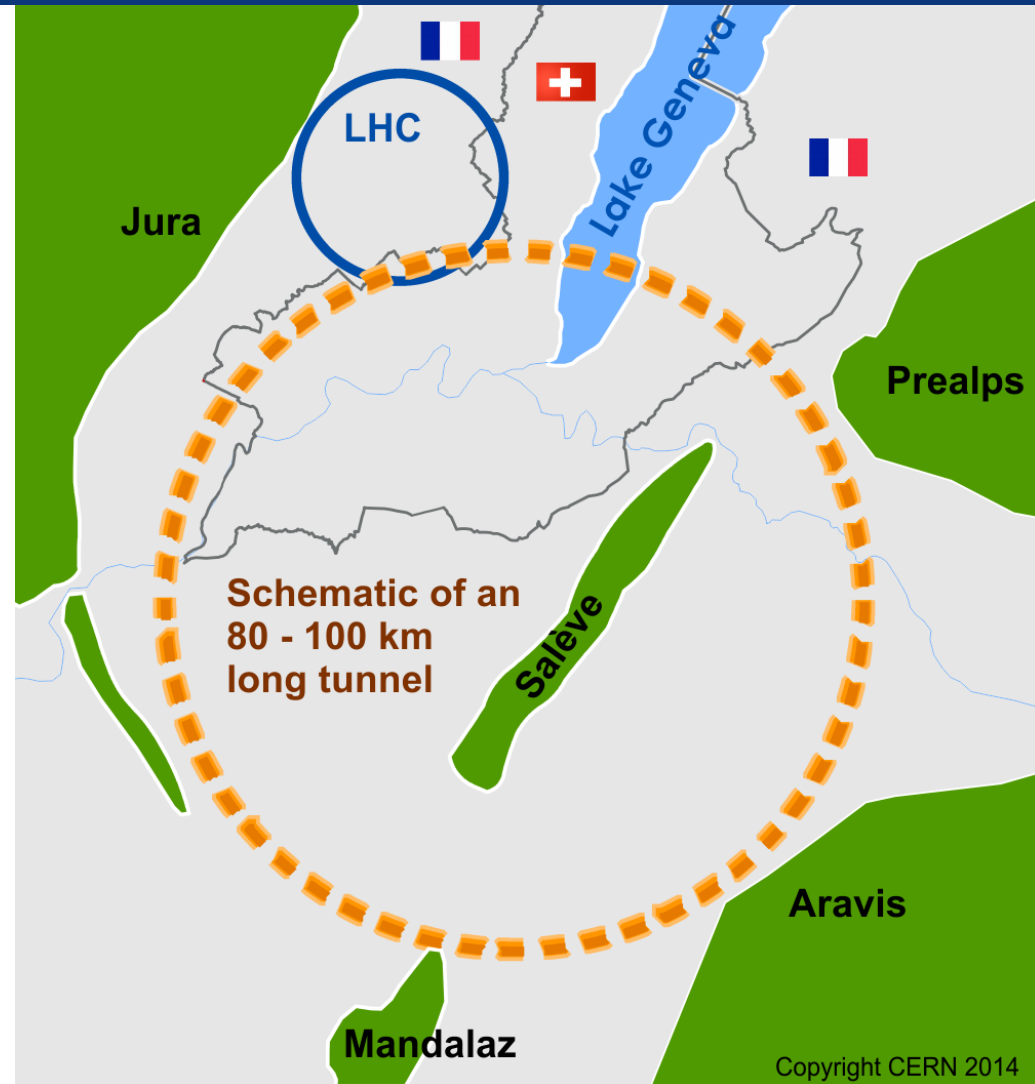 LHC
Lake Geneva
Jura
Prealps
Schematic of an
80 - 100 km
long tunnel
Salève
Aravis
Mandalaz
Copyright CERN 2014